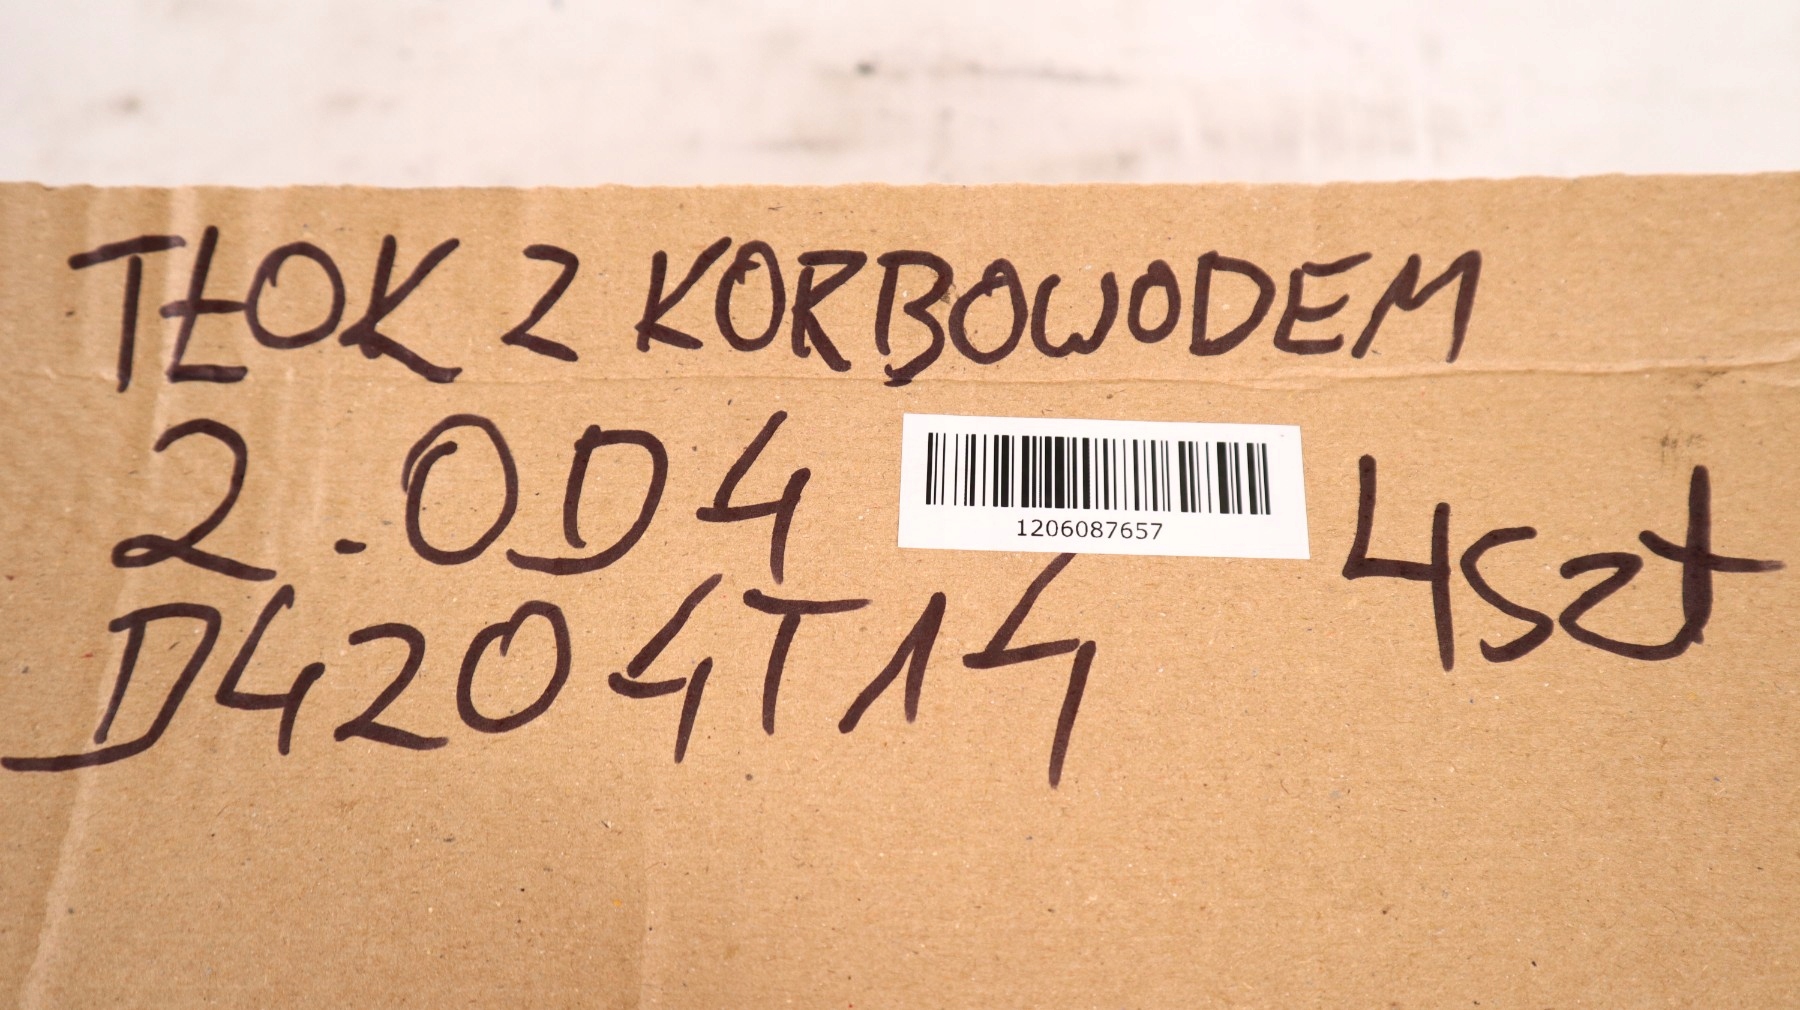 TŁOK Z KORBOWODEM
2.0D4
1206087657
4szt
D4204T14